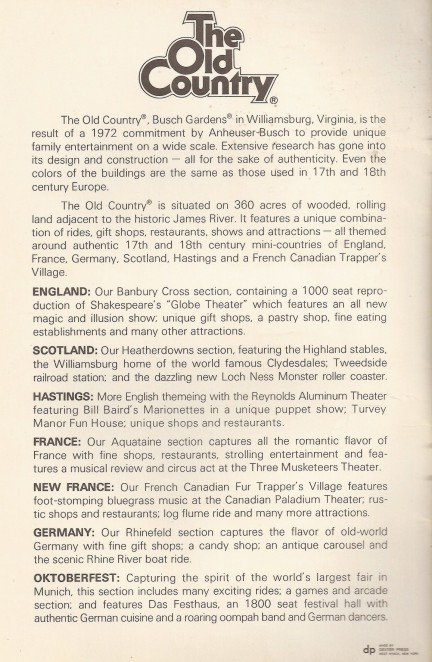 The
Old
Country®
The Old Country®, Busch Gardens® in Williamsburg, Virginia, is the
result of a 1972 commitment by Anheuser-Busch to provide unique
family entertainment on a wide scale. Extensive research has gone into
its design and construction — all for the sake of authenticity. Even the
colors of the buildings are the same as those used in 17th and 18th
century Europe.
The Old Country® is situated on 360 acres of wooded, rolling
land adjacent to the historic James River. It features a unique combina-
tion of rides, gift shops, restaurants, shows and attractions — all themed
around authentic 17th and 18th century mini-countries of England,
France, Germany, Scotland, Hastings and a French Canadian Trapper's
Village.
ENGLAND: Our Banbury Cross section, containing a 1000 seat repro-
duction of Shakespeare's "Globe Theater" which features an all new
magic and illusion show; unique gift shops, a pastry shop, fine eating
establishments and many other attractions.
SCOTLAND: Our Heatherdowns section, featuring the Highland stables,
the Williamsburg home of the world famous Clydesdales; Tweedside
railroad station; and the dazzling new Loch Ness Monster roller coaster.
HASTINGS: More English themeing with the Reynolds Aluminum Theater
featuring Bill Baird's Marionettes in a unique puppet show; Turvey
Manor Fun House; unique shops and restaurants.
FRANCE: Our Aquataine section captures all the romantic flavor of
France with fine shops, restaurants, strolling entertainment and fea-
tures a musical review and circus act at the Three Musketeers Theater.
NEW FRANCE: Our French Canadian Fur Trapper's Village features
foot-stomping bluegrass music at the Canadian Paladium Theater; rus-
tic shops and restaurants; log flume ride and many more attractions.
GERMANY: Our Rhinefeld section captures the flavor of old-world
Germany with fine gift shops; a candy shop; an antique carousel and
the scenic Rhine River boat ride.
OKTOBERFEST: Capturing the spirit of the world's largest fair in
Munich, this section includes many exciting rides; a games and arcade
section; and features Das Festhaus, an 1800 seat festival hall with
authentic German cuisine and a roaring oompah band and German dancers.
dp
DEXTER PRESS